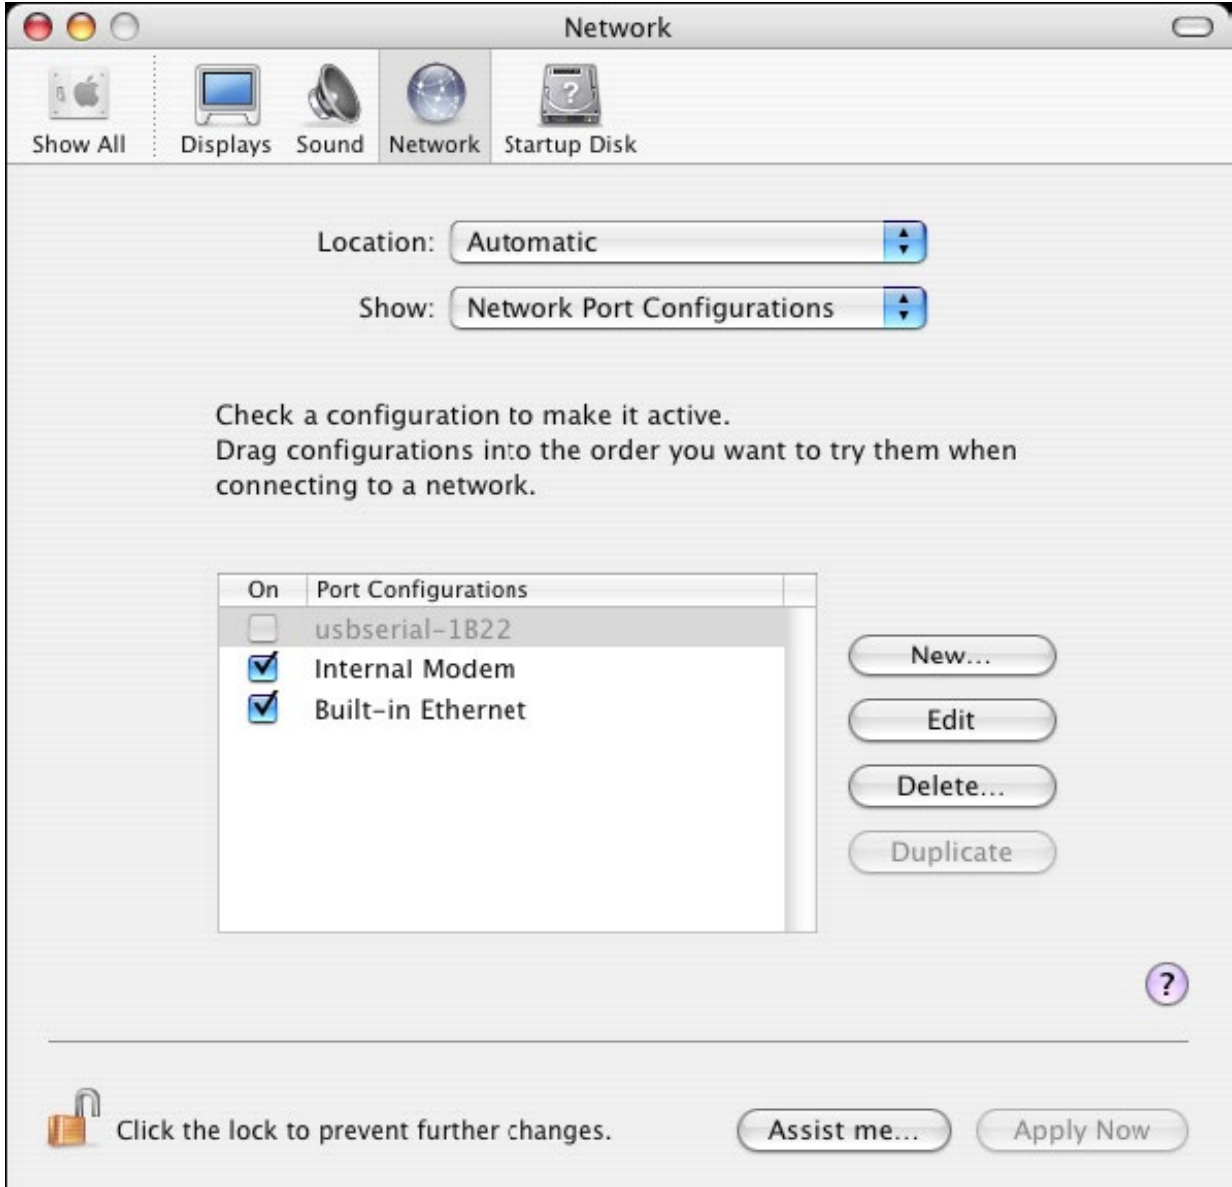 Network
Show All
Displays
Sound
Network
Startup Disk
Location: Automatic
Show: Network Port Configurations
Check a configuration to make it active.
Drag configurations into the order you want to try them when
connecting to a network.
On Port Configurations
usbserial-1B22
Internal Modem
Built-in Ethernet
New...
Edit
Delete...
Duplicate
?
Click the lock to prevent further changes.
Assist me...
Apply Now